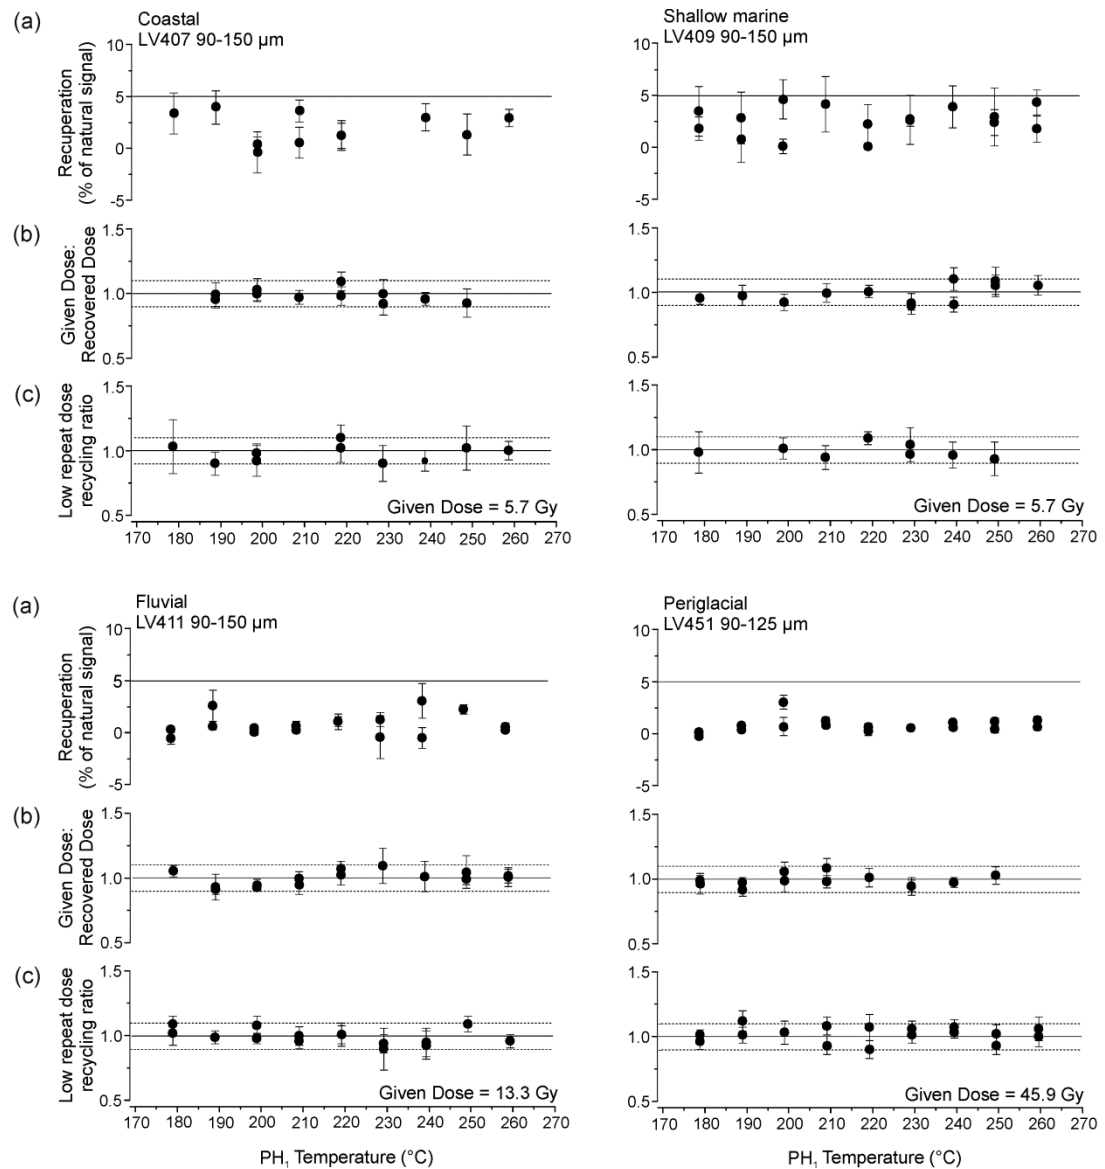 (a)
Coastal
LV407 90-150 µm
Recuperation
(% of natural signal)
10
5
0
-5
(b)
Given Dose:
Recovered Dose
1.5
1.0
0.5
(c)
Low repeat dose
recycling ratio
1.5
1.0
0.5
Given Dose = 5.7 Gy
170 180 190 200 210 220 230 240 250 260 270
Shallow marine
LV409 90-150 µm
10
5
0
-5
1.5
1.0
0.5
1.5
1.0
0.5
Given Dose = 5.7 Gy
170 180 190 200 210 220 230 240 250 260 270
(a)
Fluvial
LV411 90-150 µm
Recuperation
(% of natural signal)
10
5
0
-5
(b)
Given Dose:
Recovered Dose
1.5
1.0
0.5
(c)
Low repeat dose
recycling ratio
1.5
1.0
0.5
Given Dose = 13.3 Gy
170 180 190 200 210 220 230 240 250 260 270
PH₁ Temperature (°C)
Periglacial
LV451 90-125 µm
10
5
0
-5
1.5
1.0
0.5
1.5
1.0
0.5
Given Dose = 45.9 Gy
170 180 190 200 210 220 230 240 250 260 270
PH₁ Temperature (°C)